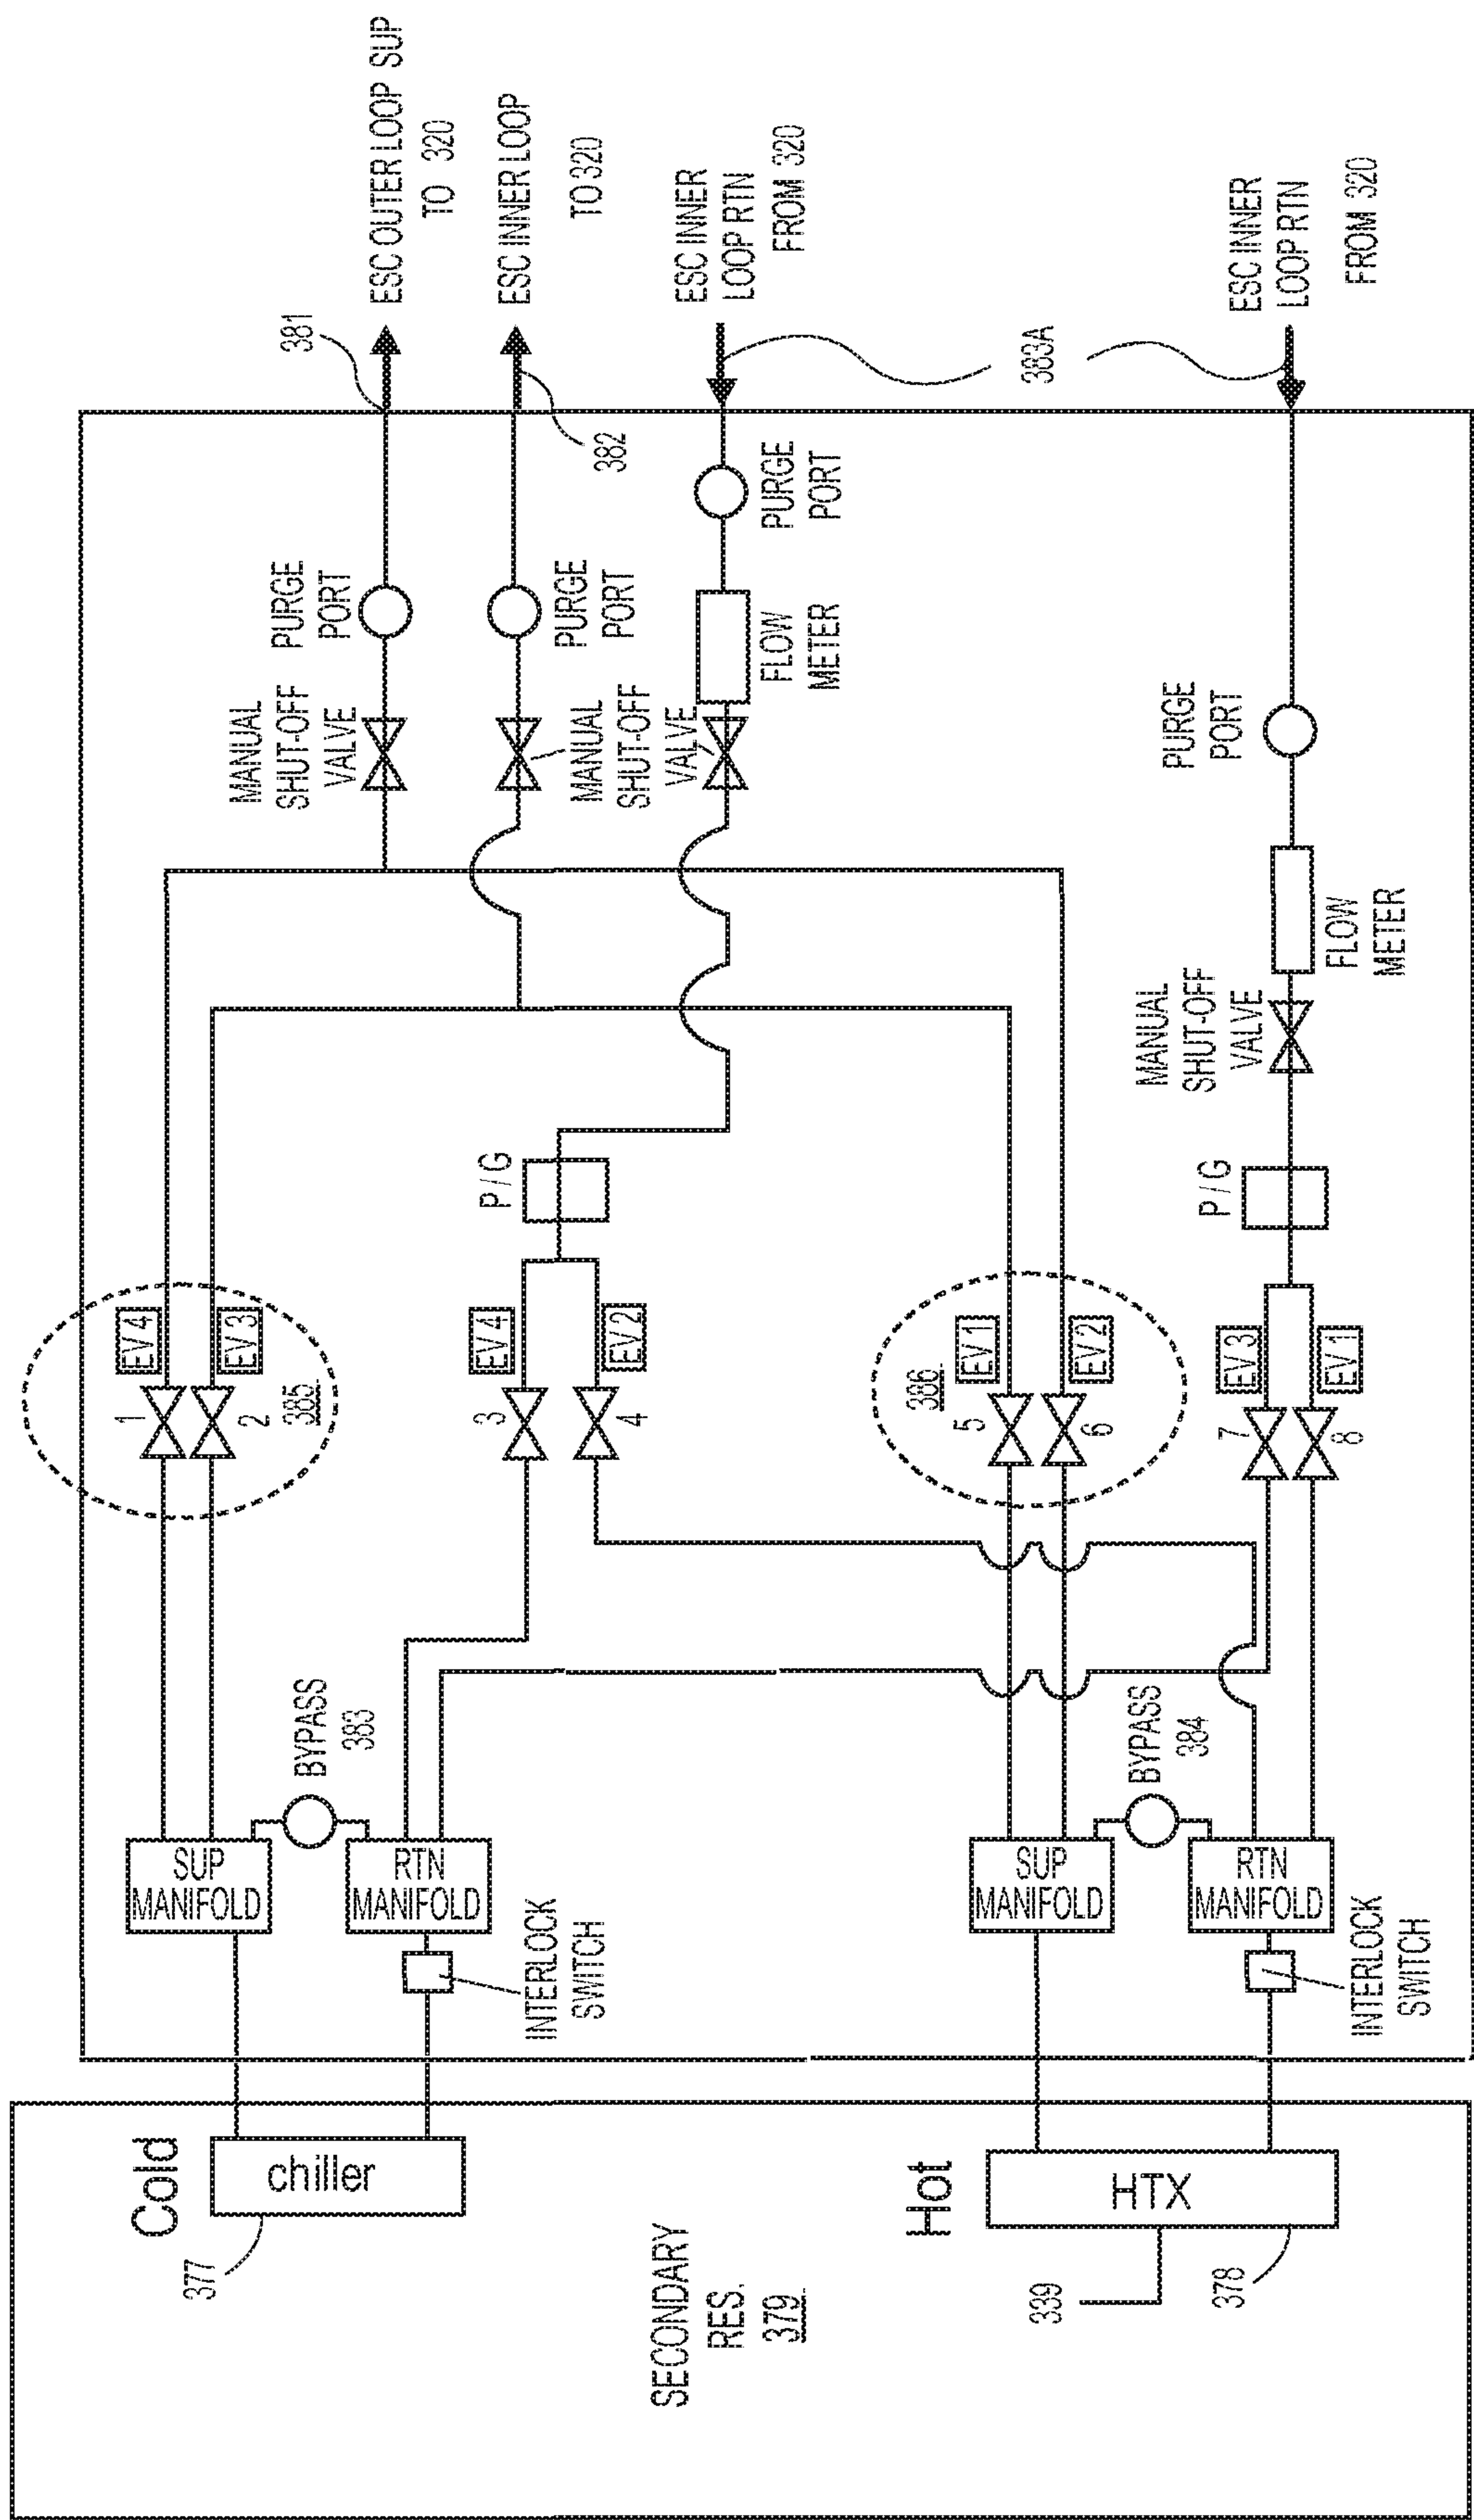 ESC OUTER LOOP SUP
TO 320
381
ESC INNER LOOP
TO 320
382
ESC INNER
LOOP RTN
FROM 320
383A
ESC INNER
LOOP RTN
FROM 320
PURGE
PORT
PURGE
PORT
PURGE
PORT
PURGE
PORT
MANUAL
SHUT-OFF
VALVE
MANUAL
SHUT-OFF
VALVE
FLOW
METER
FLOW
METER
MANUAL
SHUT-OFF
VALVE
P / G
P / G
EV 4
EV 3
1
2
385
EV 4
EV 2
3
4
386
EV 1
EV 2
5
6
EV 3
EV 1
7
8
BYPASS
383
BYPASS
384
SUP
MANIFOLD
RTN
MANIFOLD
SUP
MANIFOLD
RTN
MANIFOLD
INTERLOCK
SWITCH
INTERLOCK
SWITCH
Cold
chiller
377
Hot
HTX
339
378
SECONDARY
RES.
379